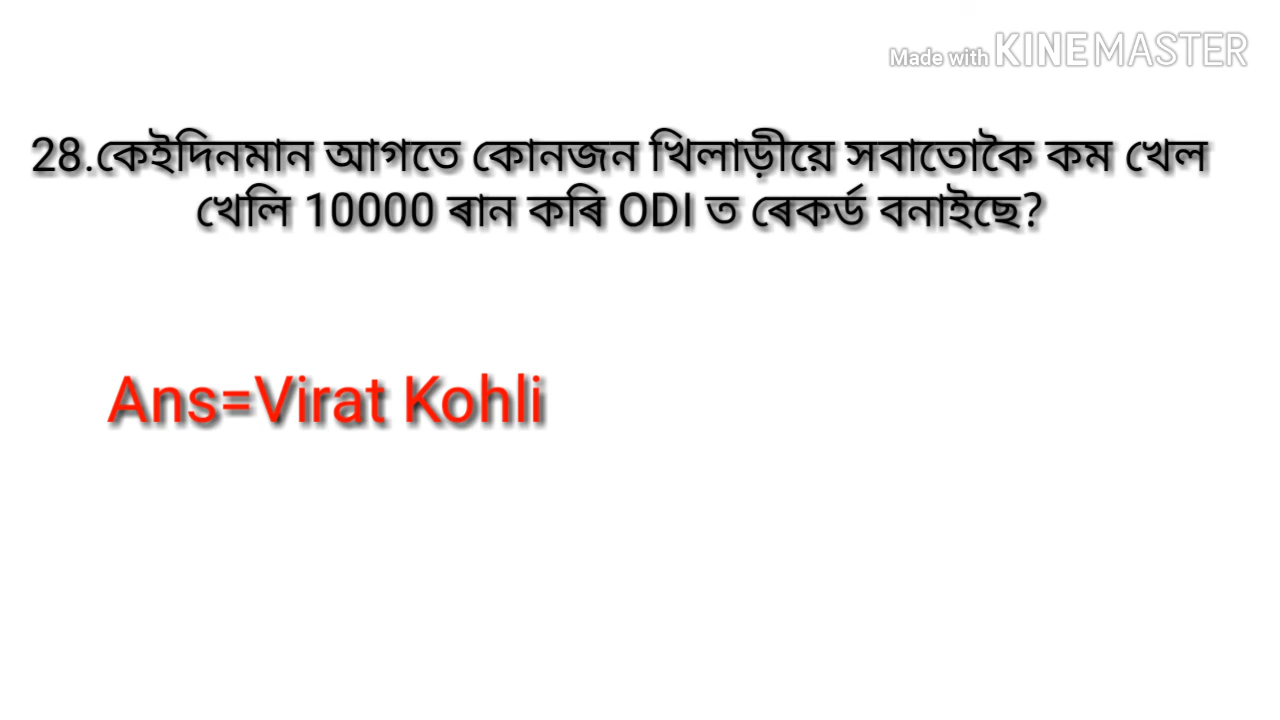 Made with KINEMASTER
28.কেইদিনমান আগতে কোনজন খিলাড়ীয়ে সবাতোকৈ কম খেল
খেলি 10000 ৰান কৰি ODI ত ৰেকৰ্ড বনাইছে?
Ans=Virat Kohli